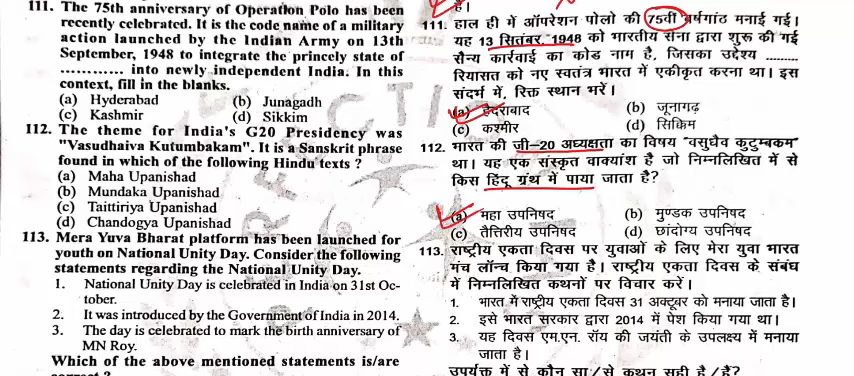 111. The 75th anniversary of Operation Polo has been
recently celebrated. It is the code name of a military
action launched by the Indian Army on 13th
September, 1948 to integrate the princely state of
............ into newly independent India. In this
context, fill in the blanks.
(a) Hyderabad (b) Junagadh
(c) Kashmir (d) Sikkim
112. The theme for India's G20 Presidency was
"Vasudhaiva Kutumbakam". It is a Sanskrit phrase
found in which of the following Hindu texts ?
(a) Maha Upanishad
(b) Mundaka Upanishad
(c) Taittiriya Upanishad
(d) Chandogya Upanishad
113. Mera Yuva Bharat platform has been launched for
youth on National Unity Day. Consider the following
statements regarding the National Unity Day.
1. National Unity Day is celebrated in India on 31st Oc-
tober.
2. It was introduced by the Government of India in 2014.
3. The day is celebrated to mark the birth anniversary of
MN Roy.
Which of the above mentioned statements is/are
correct ?
111. हाल ही में ऑपरेशन पोलो की 75वीं वर्षगांठ मनाई गई।
यह 13 सितंबर, 1948 को भारतीय सेना द्वारा शुरू की गई
सैन्य कार्रवाई का कोड नाम है, जिसका उद्देश्य .........
रियासत को नए स्वतंत्र भारत में एकीकृत करना था। इस
संदर्भ में, रिक्त स्थान भरें।
(a) हैदराबाद (b) जूनागढ़
(c) कश्मीर (d) सिक्किम
112. भारत की जी-20 अध्यक्षता का विषय "वसुधैव कुटुम्बकम"
था। यह एक संस्कृत वाक्यांश है जो निम्नलिखित में से
किस हिंदू ग्रंथ में पाया जाता है?
(a) महा उपनिषद (b) मुण्डक उपनिषद
(c) तैत्तिरीय उपनिषद (d) छांदोग्य उपनिषद
113. राष्ट्रीय एकता दिवस पर युवाओं के लिए मेरा युवा भारत
मंच लॉन्च किया गया है। राष्ट्रीय एकता दिवस के संबंध
में निम्नलिखित कथनों पर विचार करें।
1. भारत में राष्ट्रीय एकता दिवस 31 अक्टूबर को मनाया जाता है।
2. इसे भारत सरकार द्वारा 2014 में पेश किया गया था।
3. यह दिवस एम.एन. रॉय की जयंती के उपलक्ष्य में मनाया
जाता है।
उपर्युक्त में से कौन सा/से कथन सही है/हैं?